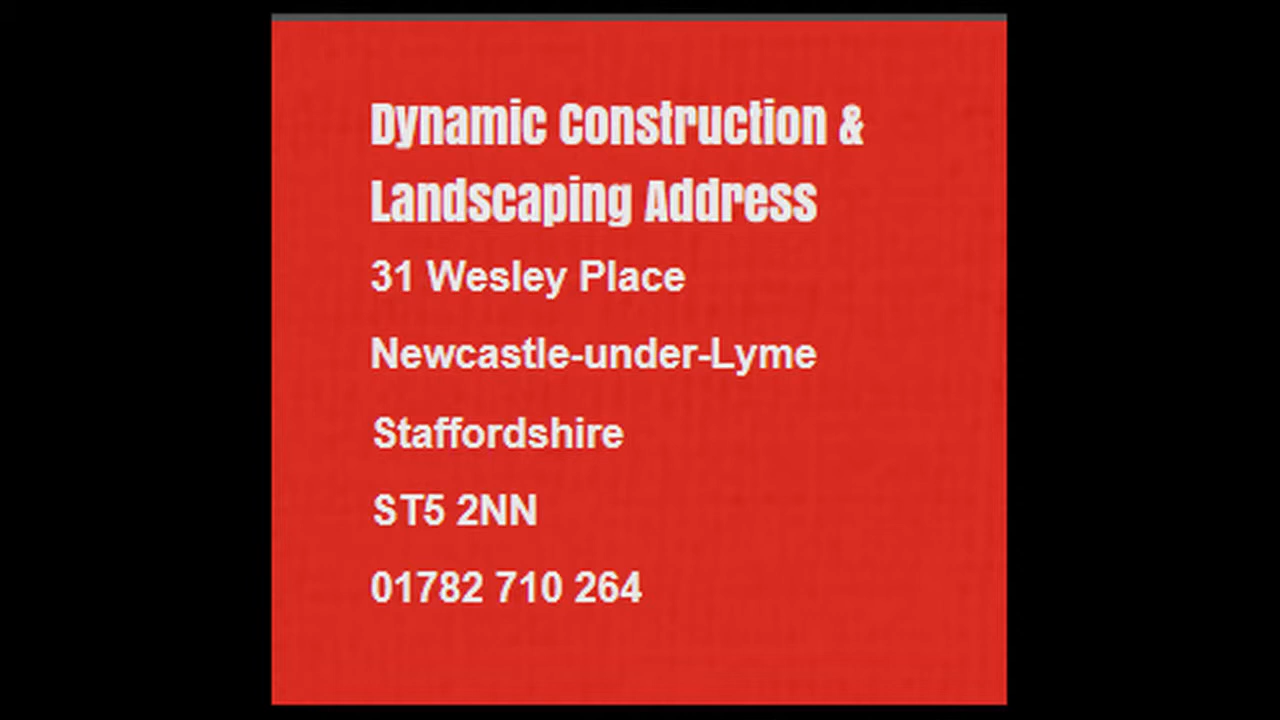 Dynamic Construction &
Landscaping Address
31 Wesley Place
Newcastle-under-Lyme
Staffordshire
ST5 2NN
01782 710 264